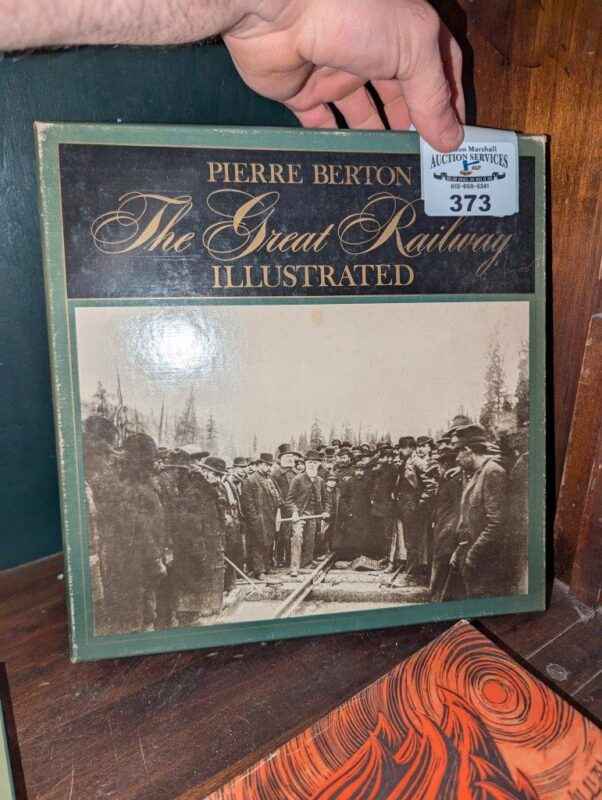 PIERRE BERTON
The Great Railway
ILLUSTRATED
Marshall
AUCTION SERVICES
373